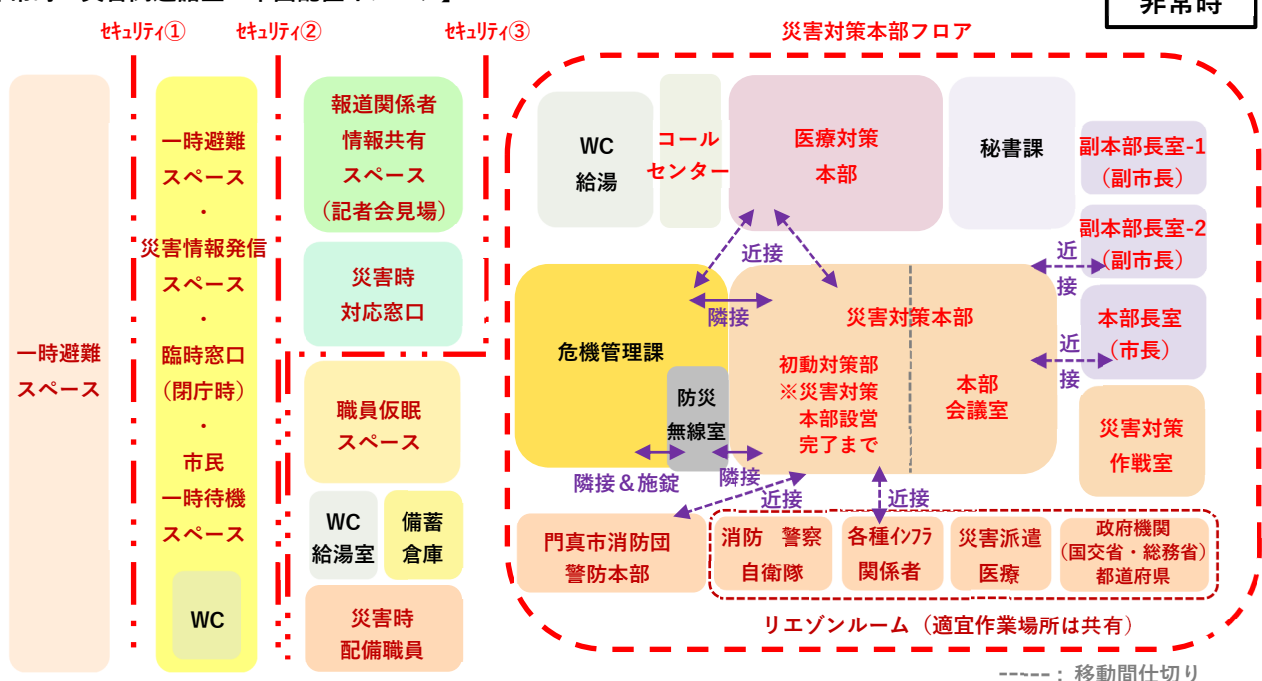 非常時
セキュリティ①
セキュリティ②
セキュリティ③
災害対策本部フロア
一時避難
スペース
一時避難
スペース
・
災害情報発信
スペース
・
臨時窓口
(閉庁時)
・
市民
一時待機
スペース
WC
報道関係者
情報共有
スペース
(記者会見場)
災害時
対応窓口
職員仮眠
スペース
WC
給湯室
備蓄
倉庫
災害時
配備職員
WC
給湯
コール
センター
医療対策
本部
秘書課
副本部長室-1
(副市長)
副本部長室-2
(副市長)
本部長室
(市長)
災害対策
作戦室
近接
近
接
近
接
隣接
危機管理課
防災
無線室
災害対策本部
初動対策部
※災害対策
本部設営
完了まで
本部
会議室
隣接&施錠
隣接
近接
近接
門真市消防団
警防本部
消防 警察
自衛隊
各種インフラ
関係者
災害派遣
医療
政府機関
(国交省・総務省)
都道府県
リエゾンルーム(適宜作業場所は共有)
-----:移動間仕切り